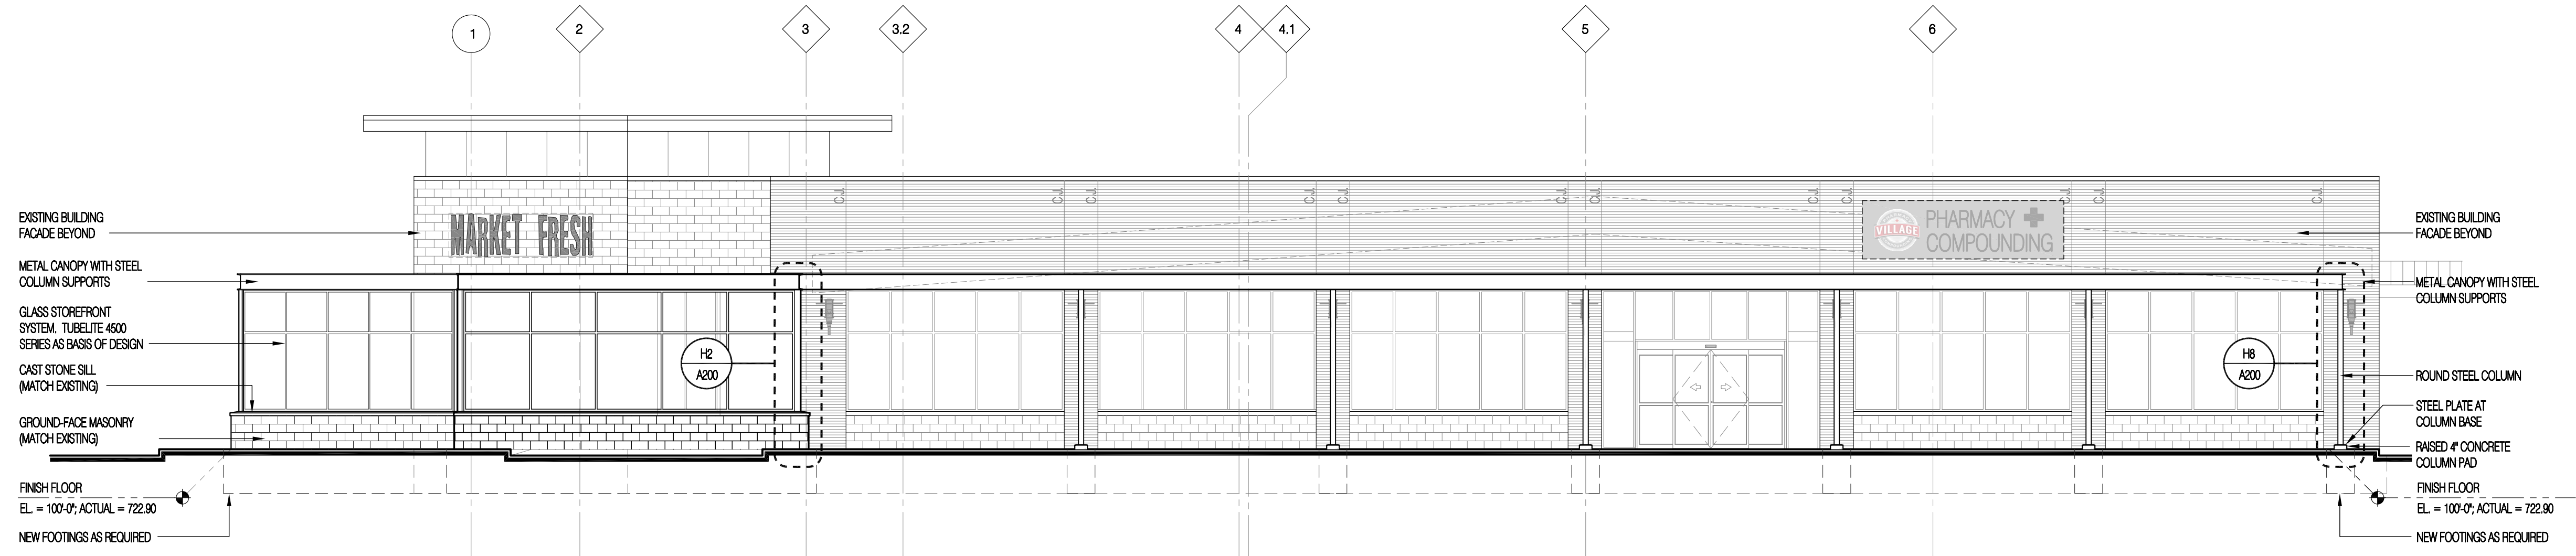 1
2
3
3.2
4
4.1
5
6
C.J.
C.J.
C.J.
C.J.
C.J.
C.J.
C.J.
C.J.
C.J.
C.J.
C.J.
C.J.
EXISTING BUILDING
FACADE BEYOND
METAL CANOPY WITH STEEL
COLUMN SUPPORTS
GLASS STOREFRONT
SYSTEM. TUBELITE 4500
SERIES AS BASIS OF DESIGN
CAST STONE SILL
(MATCH EXISTING)
GROUND-FACE MASONRY
(MATCH EXISTING)
FINISH FLOOR
EL. = 100'-0"; ACTUAL = 722.90
NEW FOOTINGS AS REQUIRED
MARKET FRESH
H2
A200
VILLAGE
PHARMACY +
COMPOUNDING
H8
A200
EXISTING BUILDING
FACADE BEYOND
METAL CANOPY WITH STEEL
COLUMN SUPPORTS
ROUND STEEL COLUMN
STEEL PLATE AT
COLUMN BASE
RAISED 4" CONCRETE
COLUMN PAD
FINISH FLOOR
EL. = 100'-0"; ACTUAL = 722.90
NEW FOOTINGS AS REQUIRED